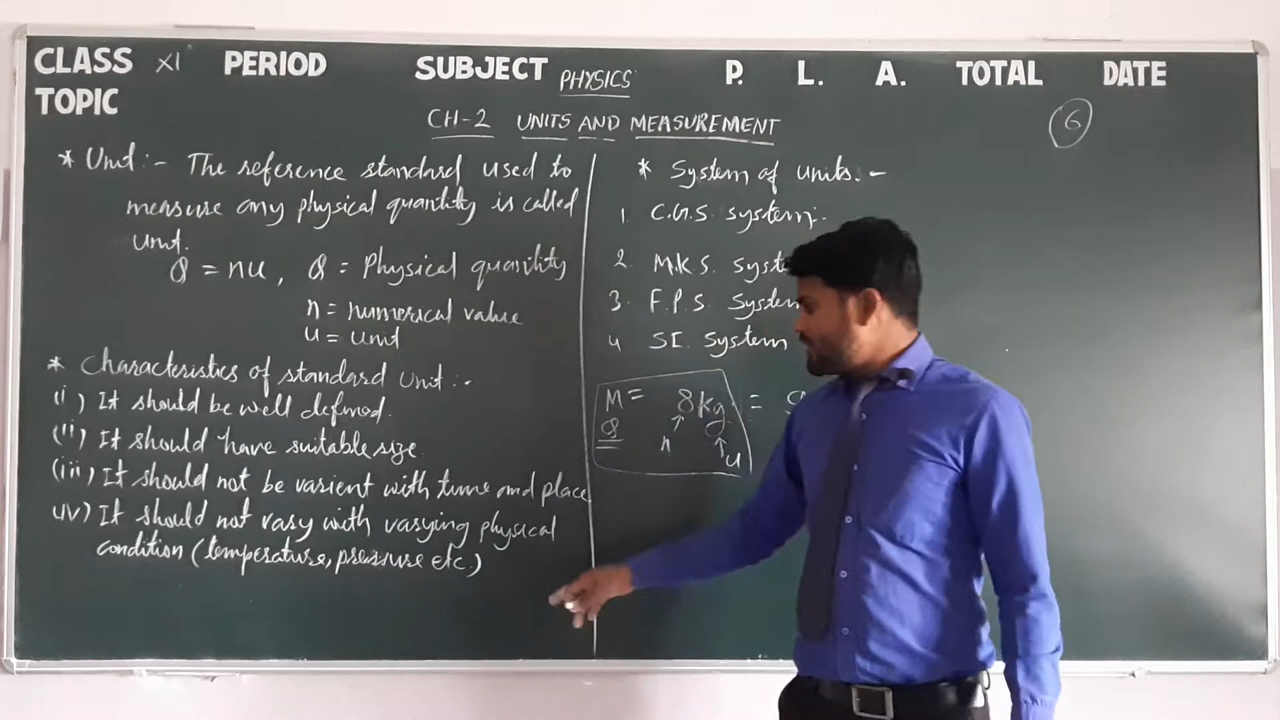 CLASS XI PERIOD SUBJECT PHYSICS P. L. A. TOTAL DATE
TOPIC
CH-2 UNITS AND MEASUREMENT
6
* Unit :- The reference standard used to
measure any physical quantity is called
unit.
Q = nu, Q = Physical quantity
n = numerical value
u = unit
* Characteristics of standard unit :-
(i) It should be well defined.
(ii) It should have suitable size
(iii) It should not be varient with time and place
(iv) It should not vary with varying physical
condition (temperature, pressure etc.)
* System of units. -
1. C.G.S. system:-
2. M.K.S. Syste
3. F.P.S. System
4 SI. System
M = 8kg =
Q n u